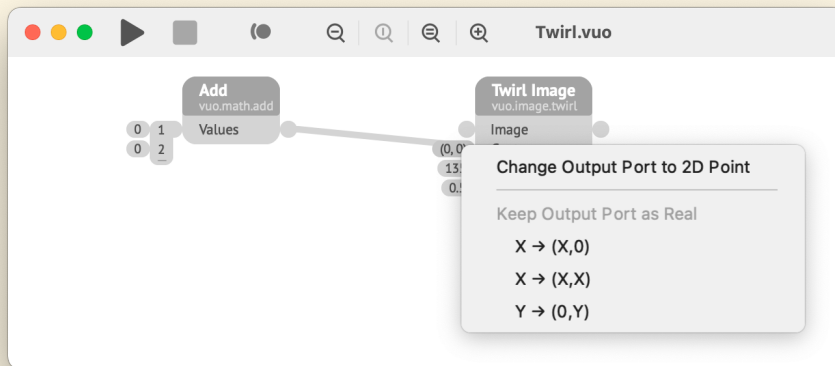 Twirl.vuo
Add
vuo.math.add
0 1 Values
0 2
Twirl Image
vuo.image.twirl
Image
(0, 0)
Change Output Port to 2D Point
Keep Output Port as Real
X → (X,0)
X → (X,X)
Y → (0,Y)